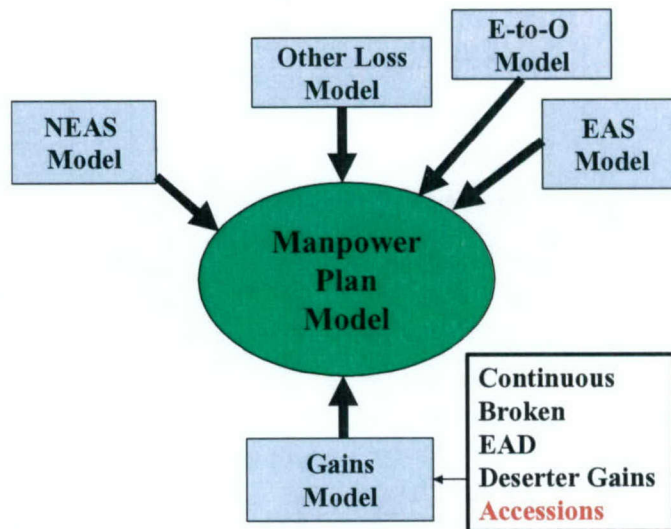 E-to-O
Model
Other Loss
Model
NEAS
Model
EAS
Model
Manpower
Plan
Model
Continuous
Broken
EAD
Deserter Gains
Accessions
Gains
Model